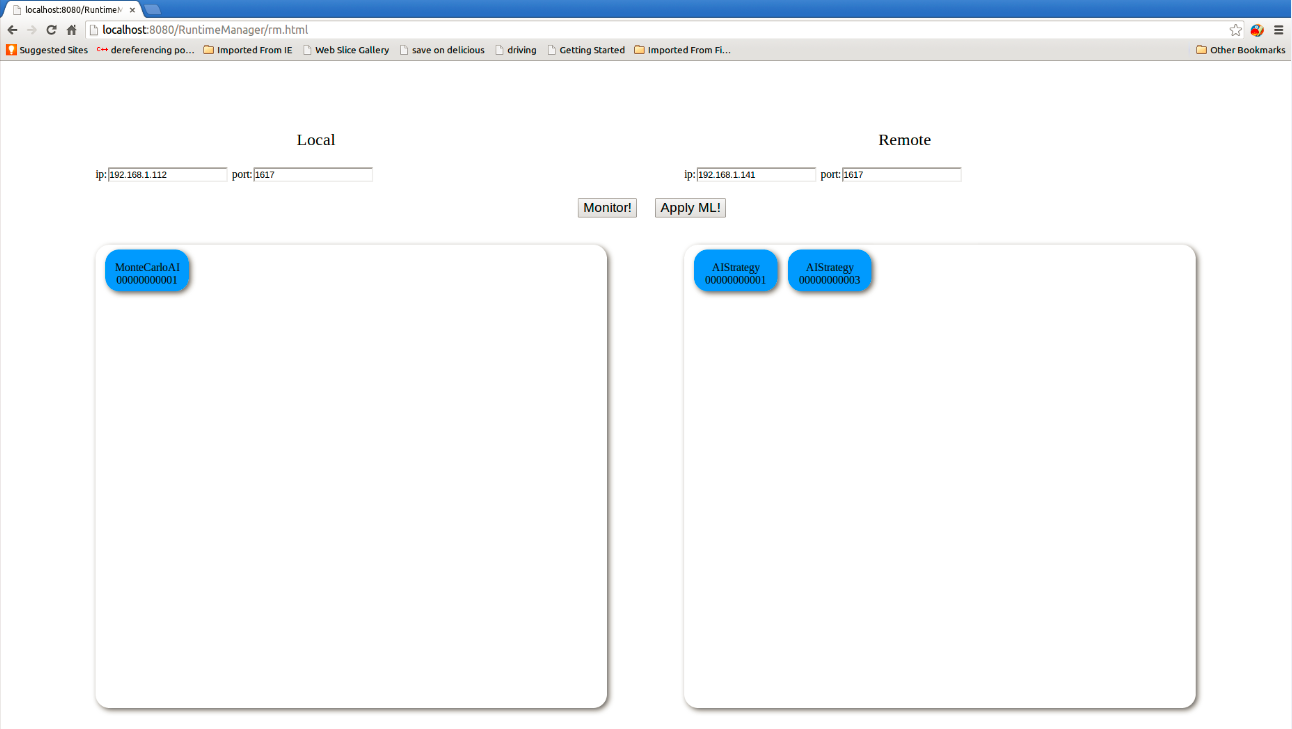 localhost:8080/RuntimeM
localhost:8080/RuntimeManager/rm.html
Suggested Sites dereferencing po... Imported From IE Web Slice Gallery save on delicious driving Getting Started Imported From Fi... Other Bookmarks
Local Remote
ip: 192.168.1.112 port: 1617 ip: 192.168.1.141 port: 1617
Monitor! Apply ML!
MonteCarloAI AIStrategy AIStrategy
00000000001 00000000001 00000000003